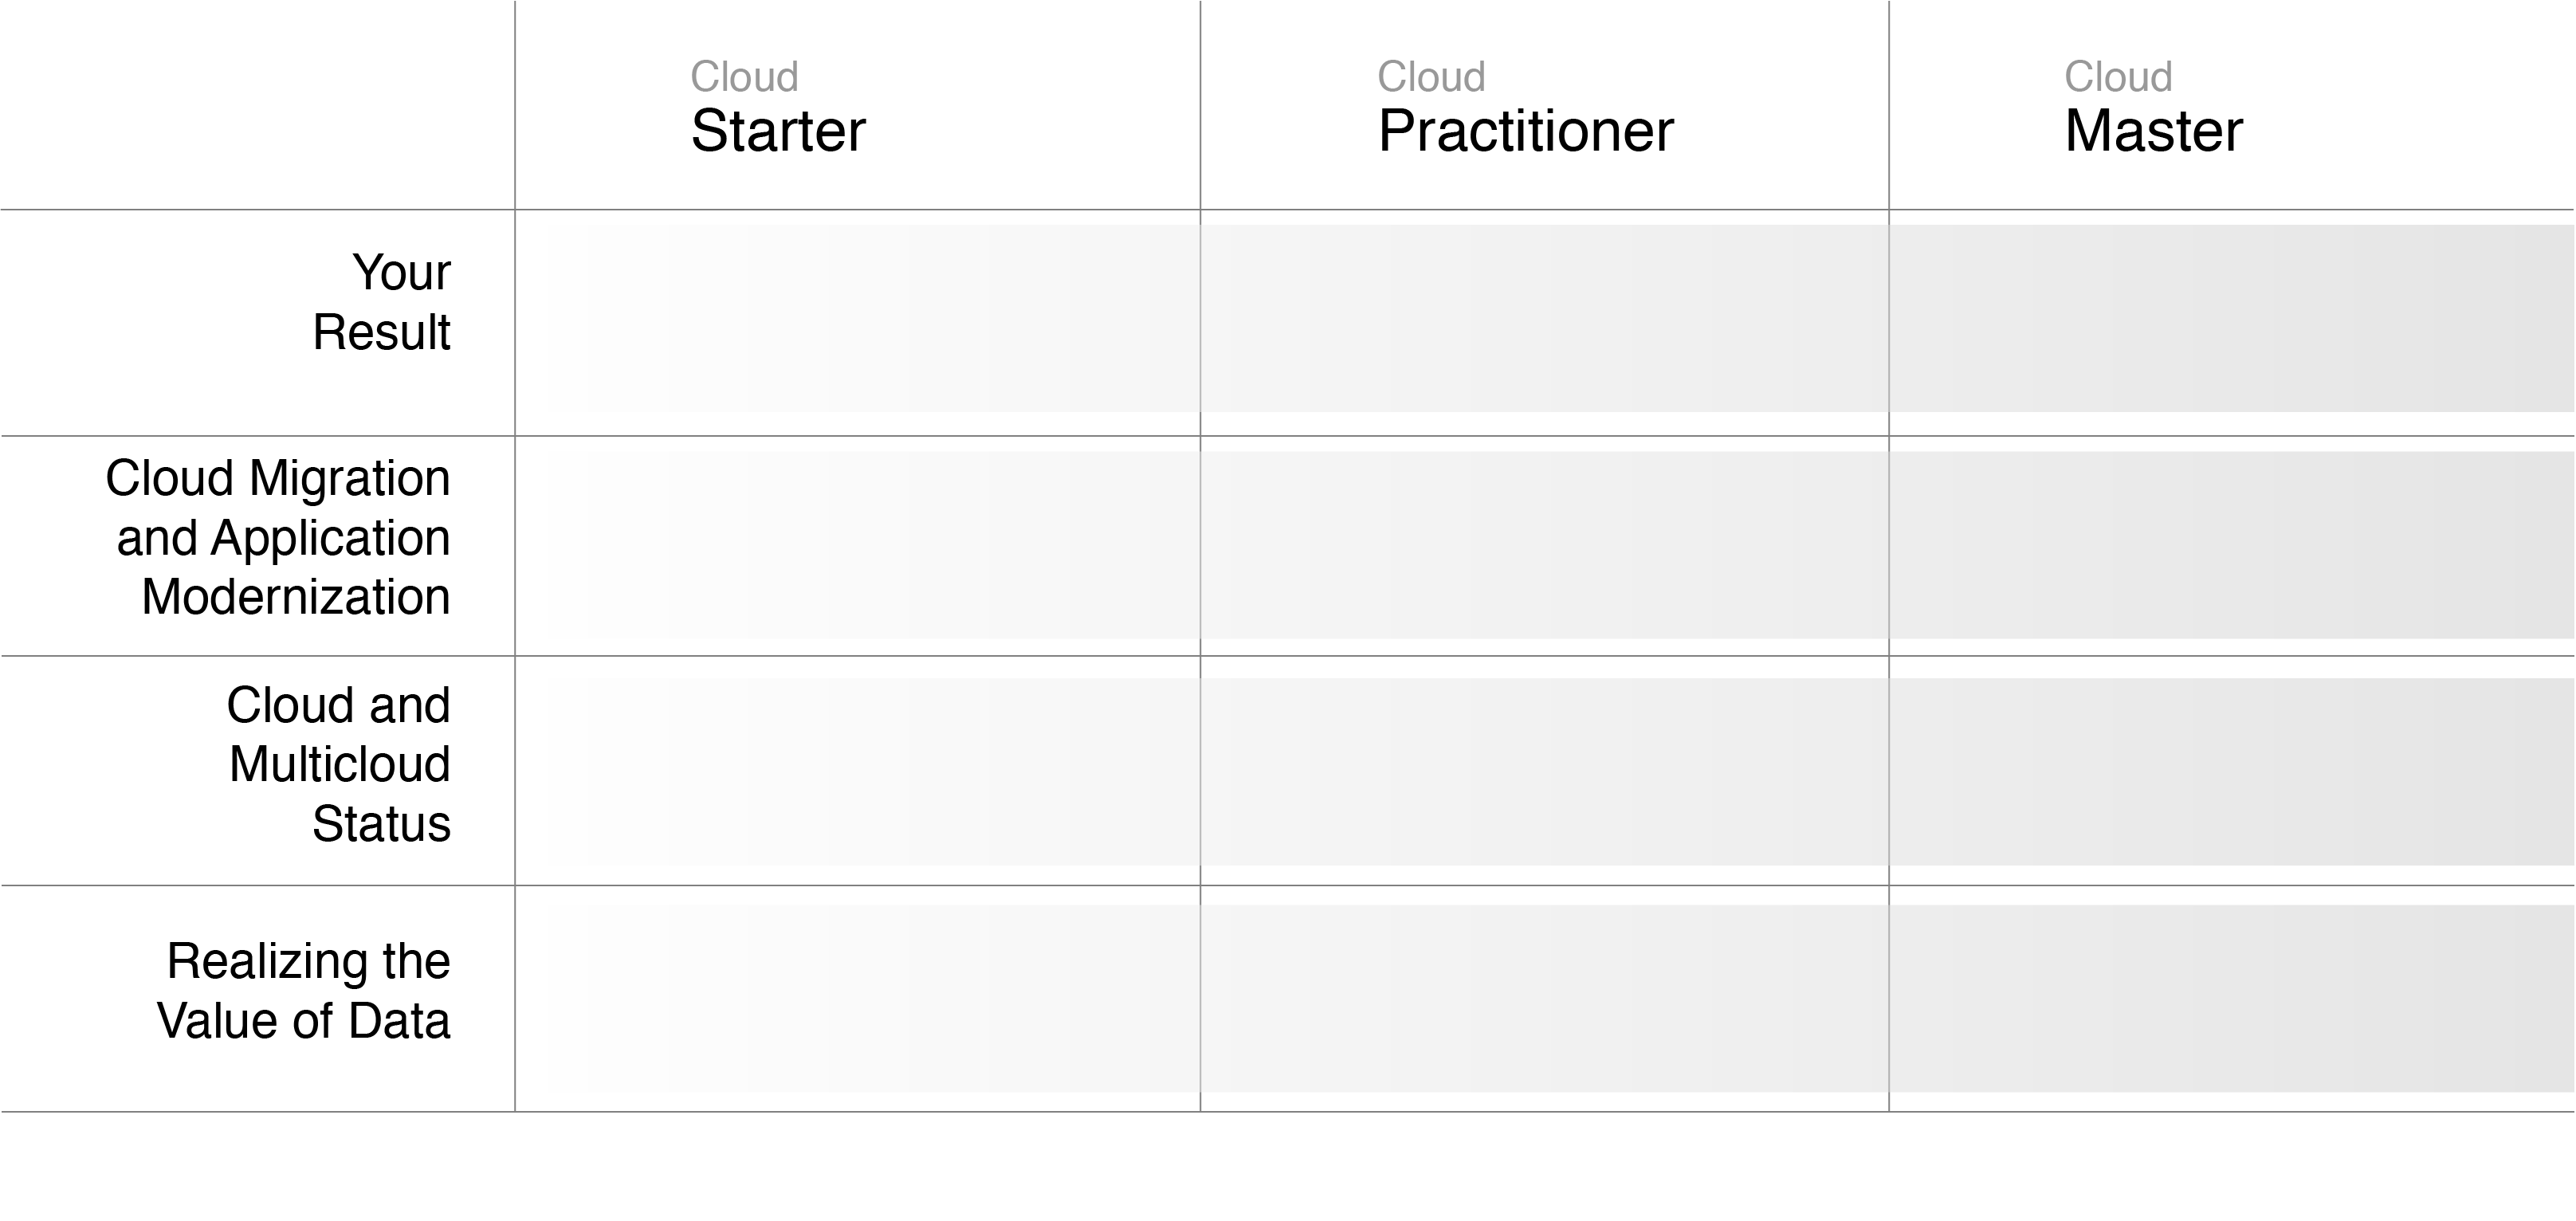 Cloud
Starter
Cloud
Practitioner
Cloud
Master
Your
Result
Cloud Migration
and Application
Modernization
Cloud and
Multicloud
Status
Realizing the
Value of Data